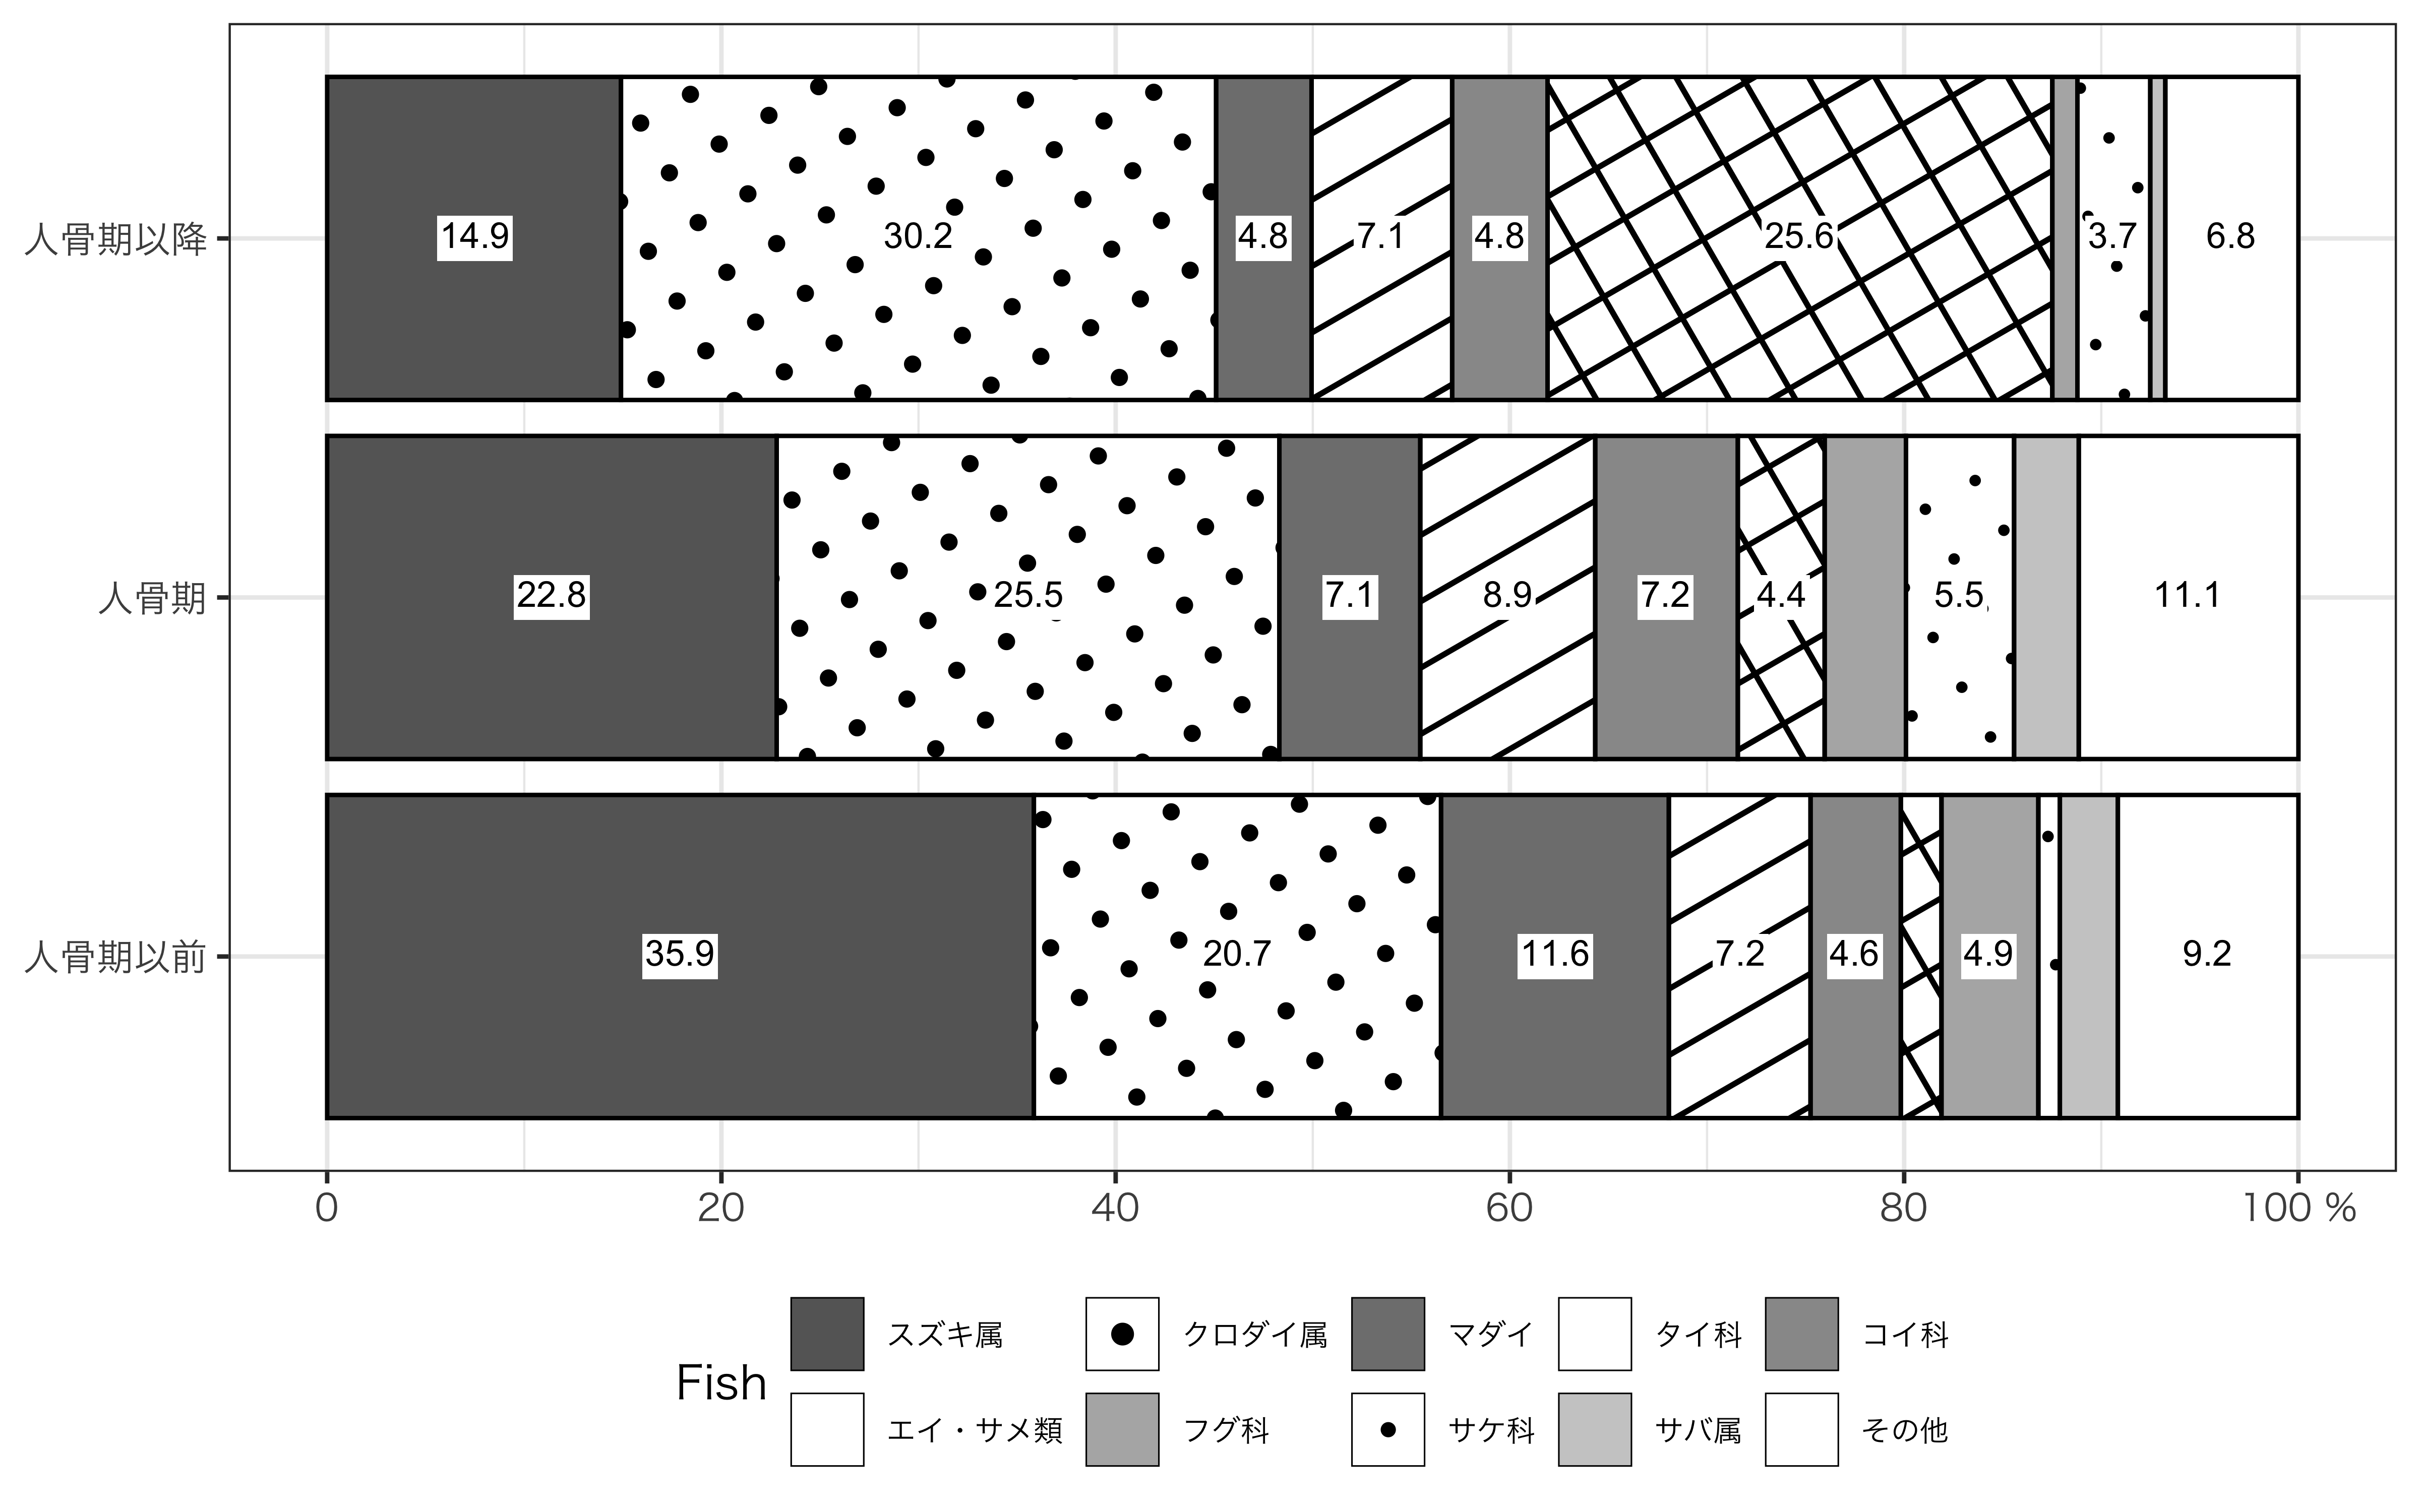 人骨期以降
14.9 30.2 4.8 7.1 4.8 25.6 3.7 6.8
人骨期
22.8 25.5 7.1 8.9 7.2 4.4 5.5 11.1
人骨期以前
35.9 20.7 11.6 7.2 4.6 4.9 9.2
0 20 40 60 80 100 %
Fish
スズキ属 クロダイ属 マダイ タイ科 コイ科
エイ・サメ類 フグ科 サケ科 サバ属 その他